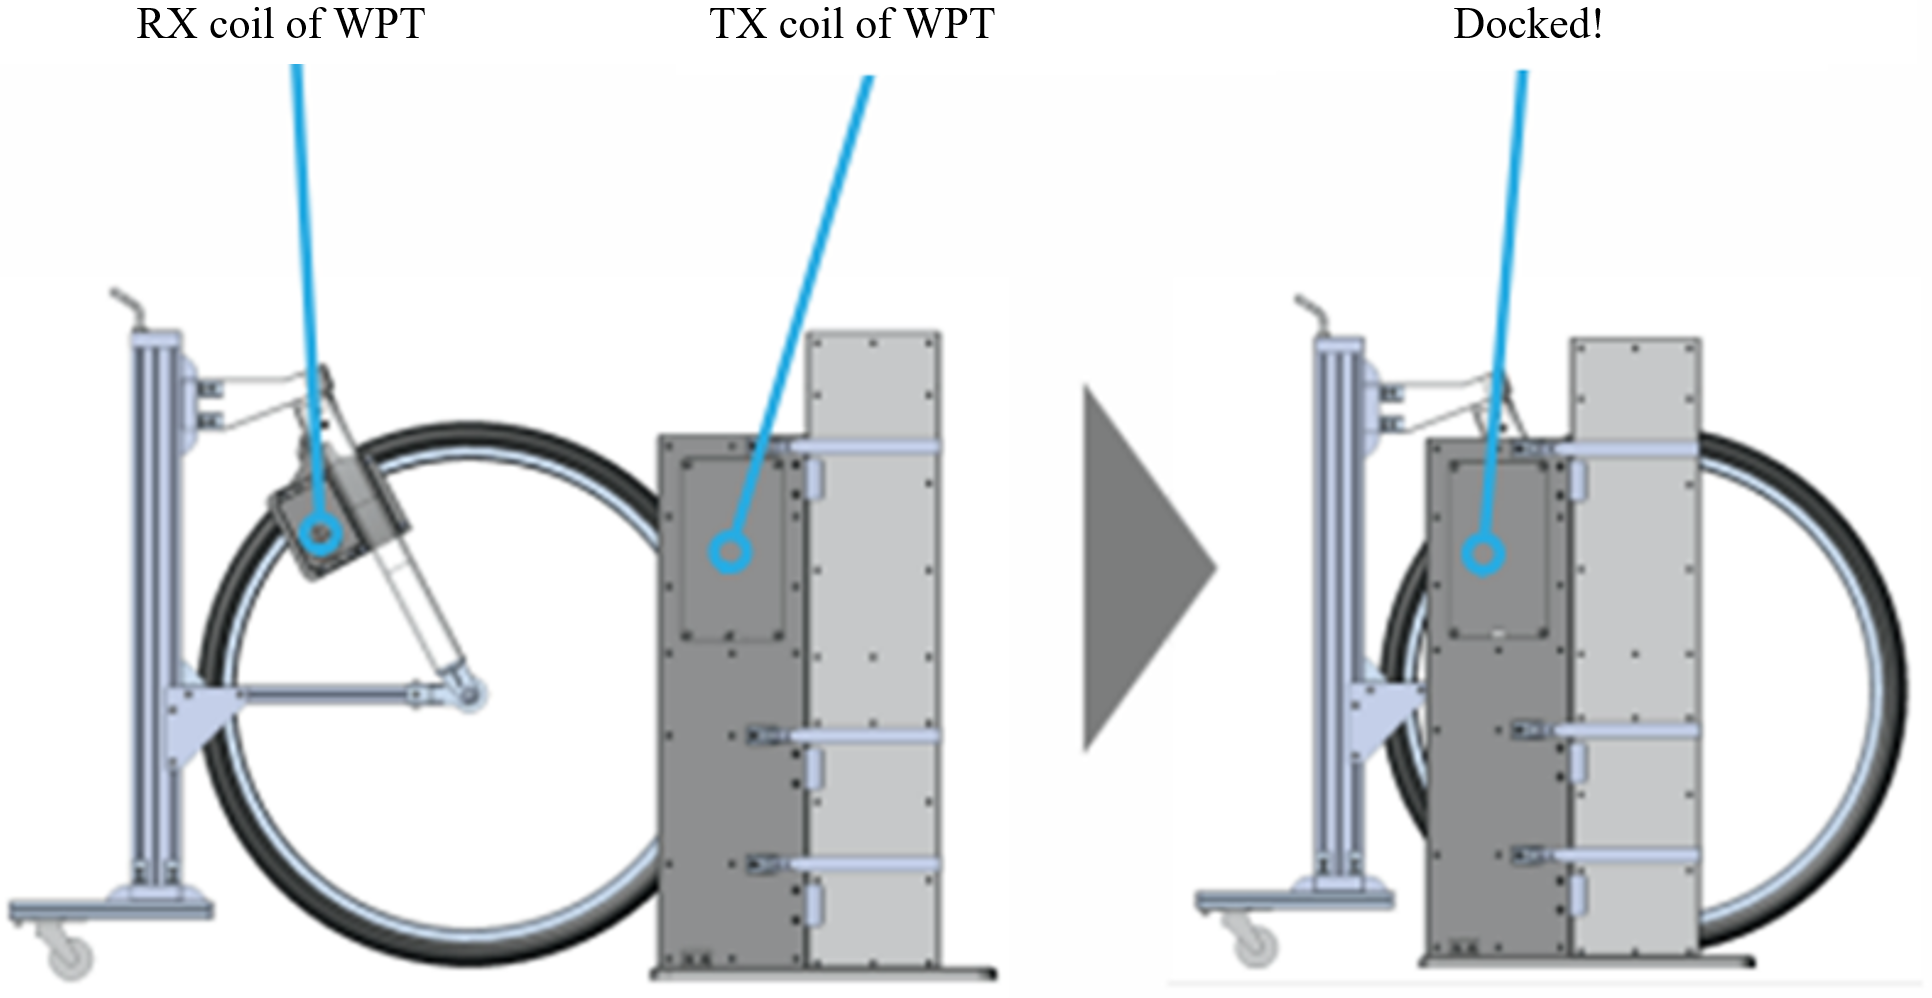 RX coil of WPT
TX coil of WPT
Docked!